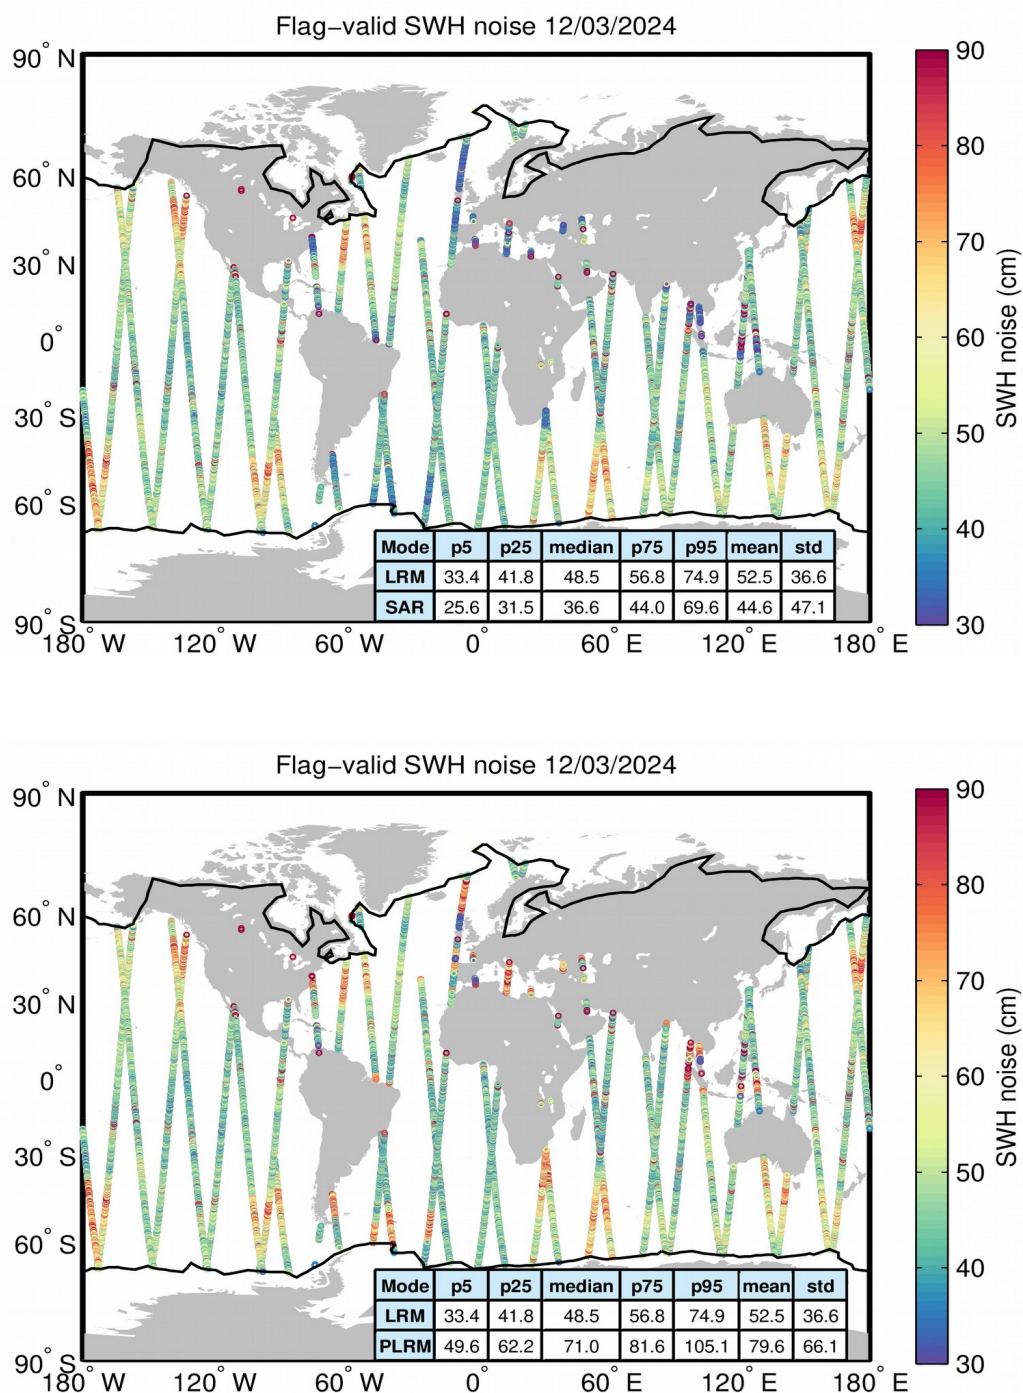 Flag−valid SWH noise 12/03/2024
90° N
60° N
30° N
0°
30° S
60° S
90° S
180° W
120° W
60° W
0°
60° E
120° E
180° E
Mode p5 p25 median p75 p95 mean std
LRM 33.4 41.8 48.5 56.8 74.9 52.5 36.6
SAR 25.6 31.5 36.6 44.0 69.6 44.6 47.1
90
80
70
60
50
40
30
SWH noise (cm)
Flag−valid SWH noise 12/03/2024
90° N
60° N
30° N
0°
30° S
60° S
90° S
180° W
120° W
60° W
0°
60° E
120° E
180° E
Mode p5 p25 median p75 p95 mean std
LRM 33.4 41.8 48.5 56.8 74.9 52.5 36.6
PLRM 49.6 62.2 71.0 81.6 105.1 79.6 66.1
90
80
70
60
50
40
30
SWH noise (cm)